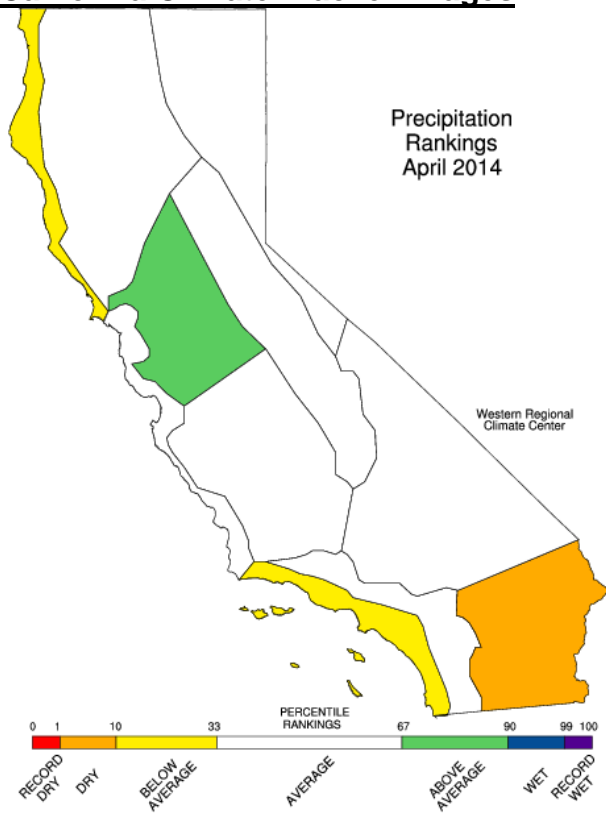 Precipitation
Rankings
April 2014
Western Regional
Climate Center
PERCENTILE
RANKINGS
0 1 10 33 67 90 99 100
RECORD
DRY
DRY
BELOW
AVERAGE
AVERAGE
ABOVE
AVERAGE
WET
RECORD
WET